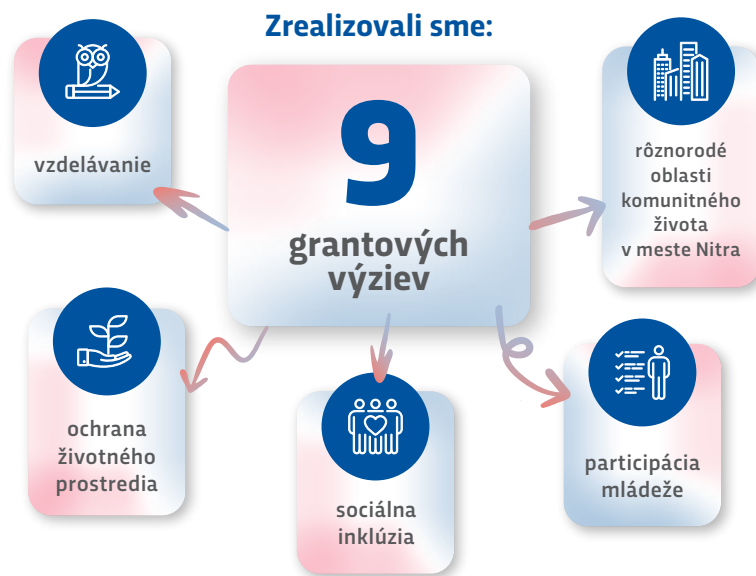 Zrealizovali sme:
9
grantových
výziev
vzdelávanie
rôznorodé
oblasti
komunitného
života
v meste Nitra
ochrana
životného
prostredia
sociálna
inklúzia
participácia
mládeže